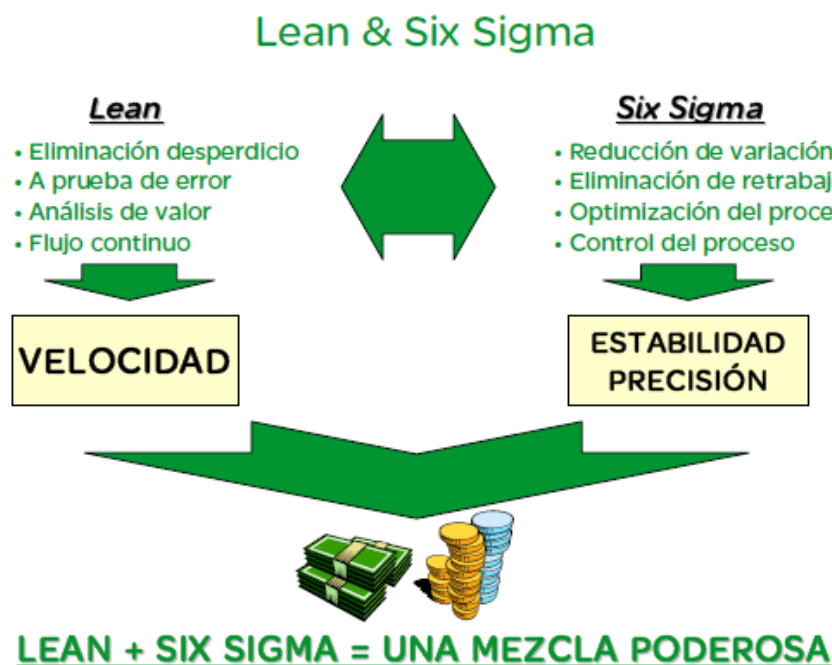 Lean & Six Sigma
Lean
• Eliminación desperdicio
• A prueba de error
• Análisis de valor
• Flujo continuo
Six Sigma
• Reducción de variación
• Eliminación de retrabaj
• Optimización del proce
• Control del proceso
VELOCIDAD
ESTABILIDAD
PRECISIÓN
LEAN + SIX SIGMA = UNA MEZCLA PODEROSA